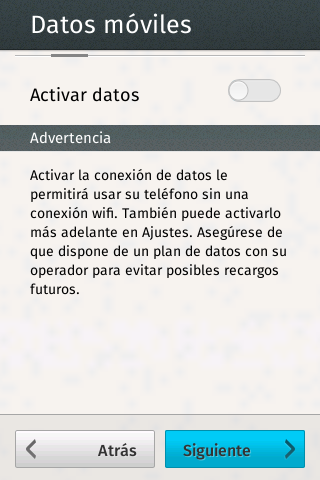 Datos móviles
Activar datos
Advertencia
Activar la conexión de datos le
permitirá usar su teléfono sin una
conexión wifi. También puede activarlo
más adelante en Ajustes. Asegúrese de
que dispone de un plan de datos con su
operador para evitar posibles recargos
futuros.
Atrás
Siguiente